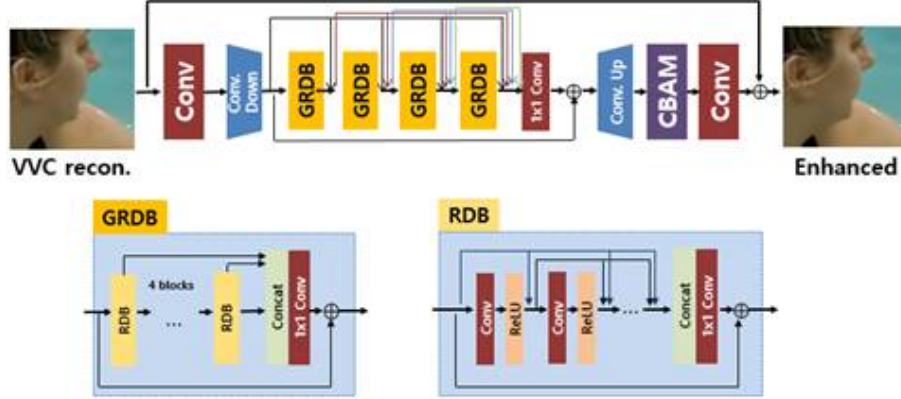 Conv
Conv. Down
GRDB
GRDB
GRDB
GRDB
1x1 Conv
Conv. Up
CBAM
Conv
VVC recon.
Enhanced
GRDB
RDB
4 blocks
...
RDB
Concat
1x1 Conv
RDB
Conv
ReLU
Conv
ReLU
...
Concat
1x1 Conv